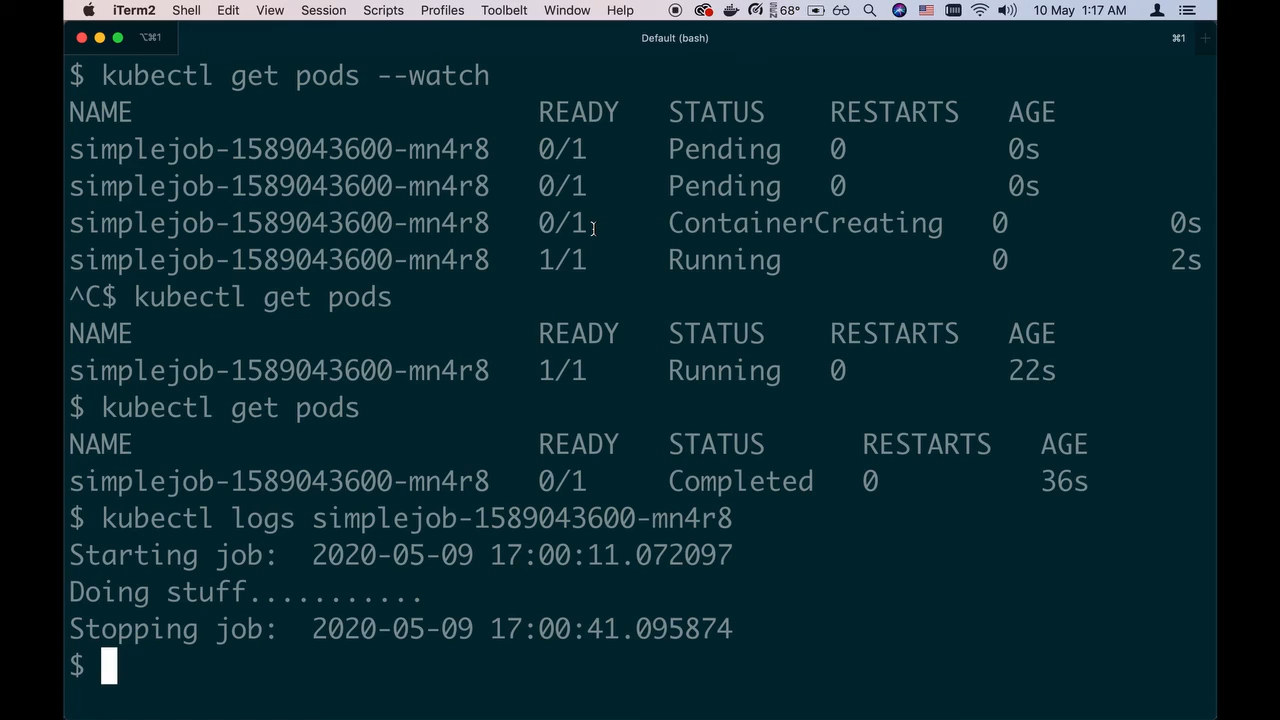 iTerm2 Shell Edit View Session Scripts Profiles Toolbelt Window Help 10 May 1:17 AM
⌥⌘1 Default (bash) ⌘1
$ kubectl get pods --watch
NAME READY STATUS RESTARTS AGE
simplejob-1589043600-mn4r8 0/1 Pending 0 0s
simplejob-1589043600-mn4r8 0/1 Pending 0 0s
simplejob-1589043600-mn4r8 0/1 ContainerCreating 0 0s
simplejob-1589043600-mn4r8 1/1 Running 0 2s
^C$ kubectl get pods
NAME READY STATUS RESTARTS AGE
simplejob-1589043600-mn4r8 1/1 Running 0 22s
$ kubectl get pods
NAME READY STATUS RESTARTS AGE
simplejob-1589043600-mn4r8 0/1 Completed 0 36s
$ kubectl logs simplejob-1589043600-mn4r8
Starting job: 2020-05-09 17:00:11.072097
Doing stuff...........
Stopping job: 2020-05-09 17:00:41.095874
$